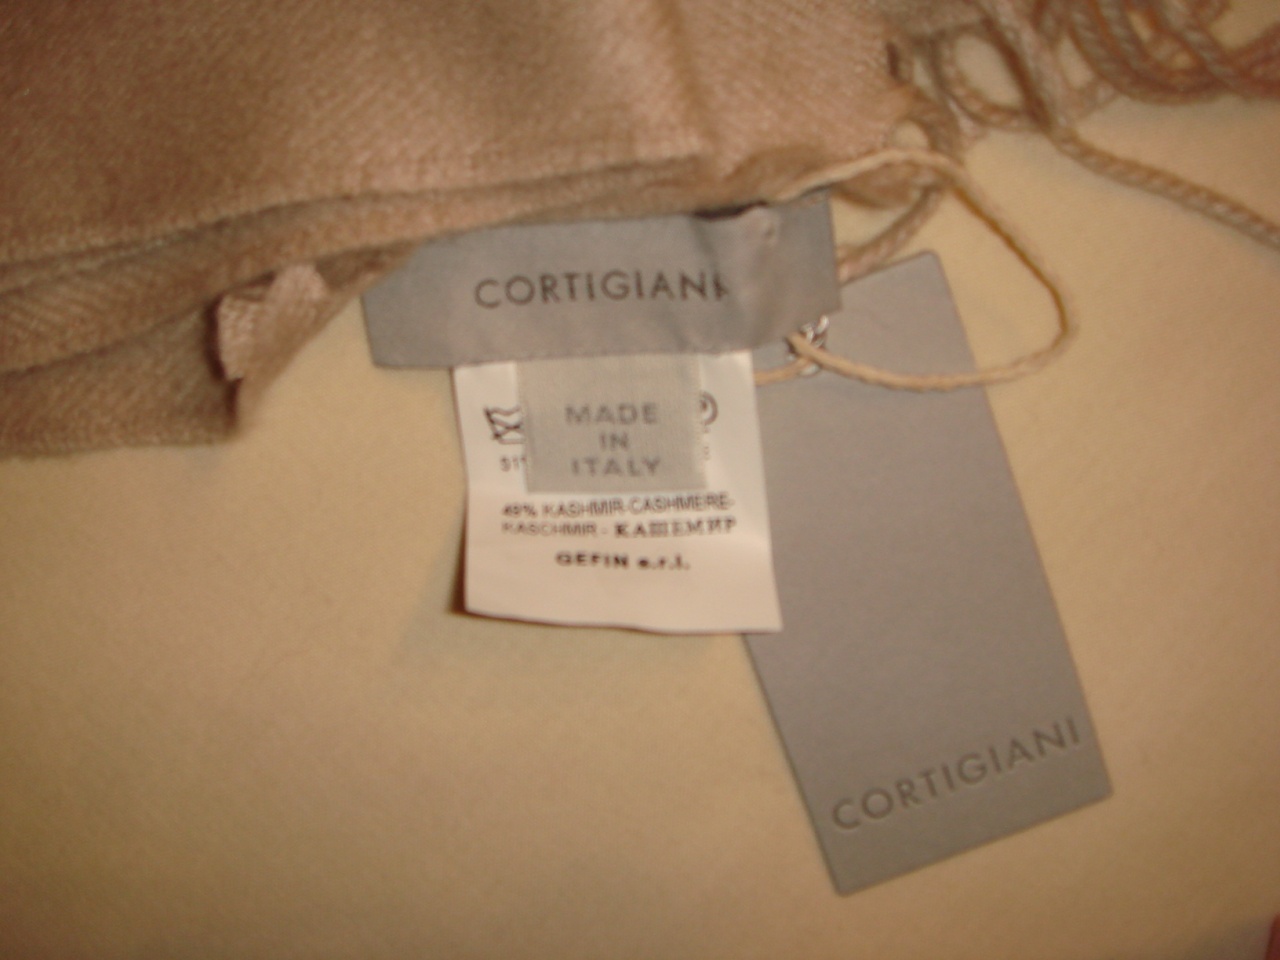 CORTIGIANI
MADE
IN
ITALY
KASHMIR-CASHMERE-
KASCHMIR - КАШЕМИР
GEFIN s.r.l.
CORTIGIANI